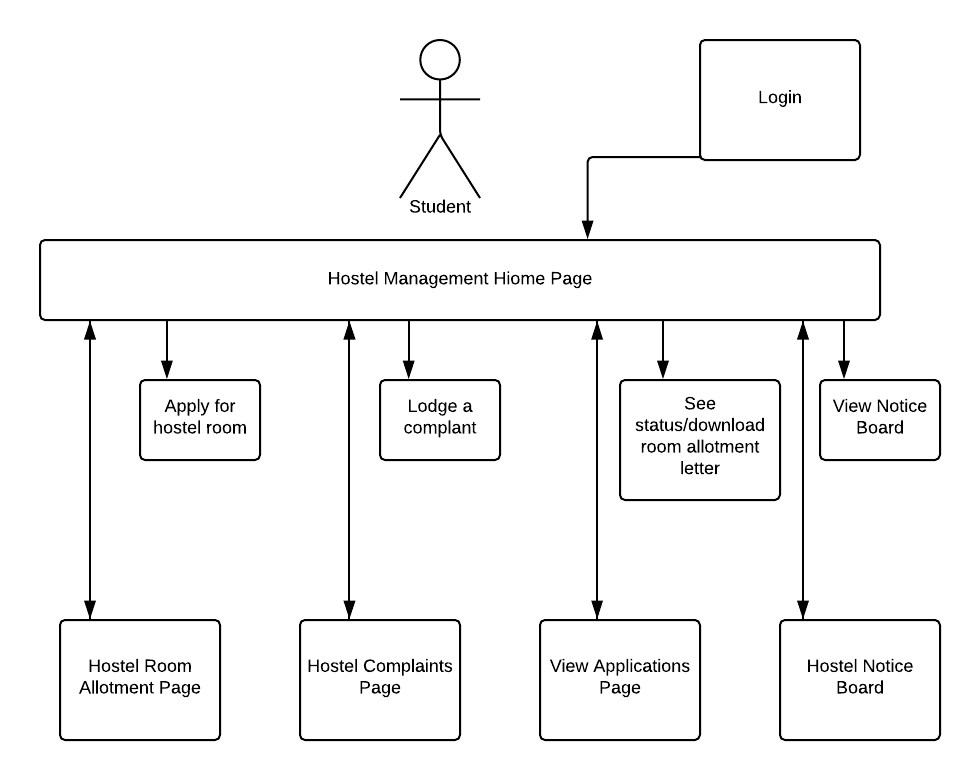 Login
Student
Hostel Management Hiome Page
Apply for
hostel room
Lodge a
complant
See
status/download
room allotment
letter
View Notice
Board
Hostel Room
Allotment Page
Hostel Complaints
Page
View Applications
Page
Hostel Notice
Board